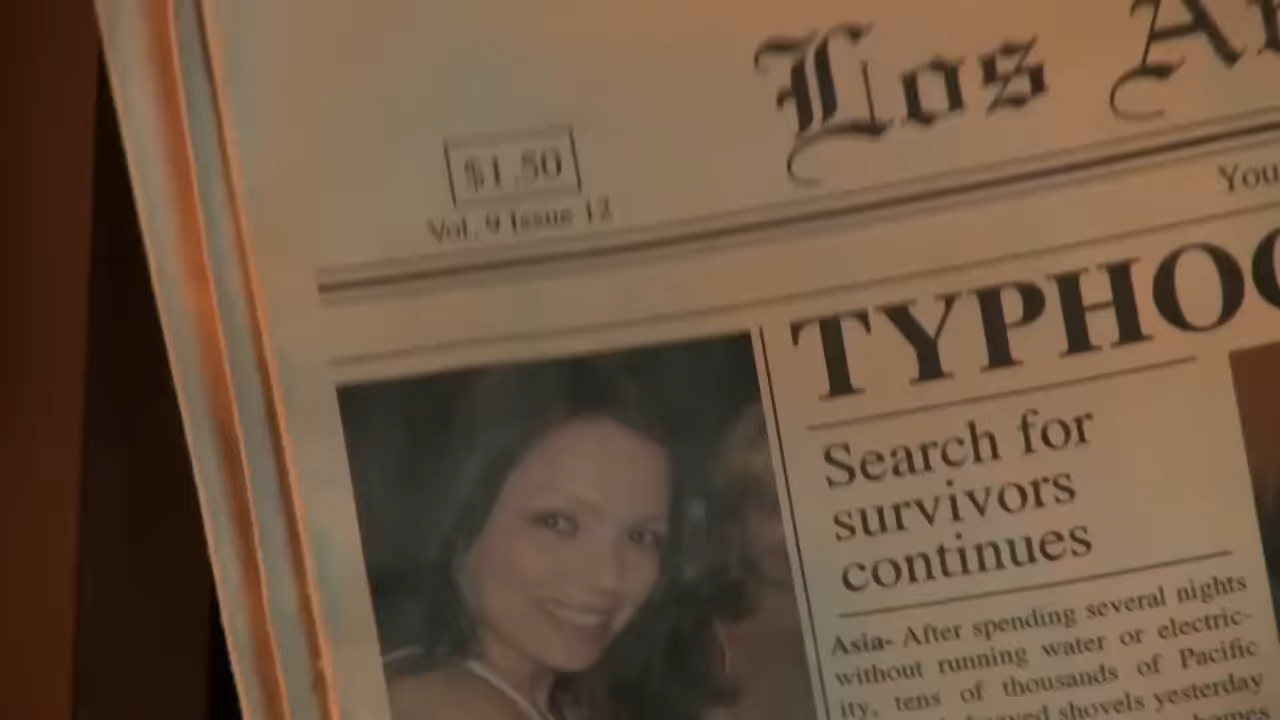 Los A
$1.50
Vol. 9 Issue 12
You
TYPHOO
Search for
survivors
continues
Asia- After spending several nights
without running water or electric-
ity, tens of thousands of Pacific
shovels yesterday